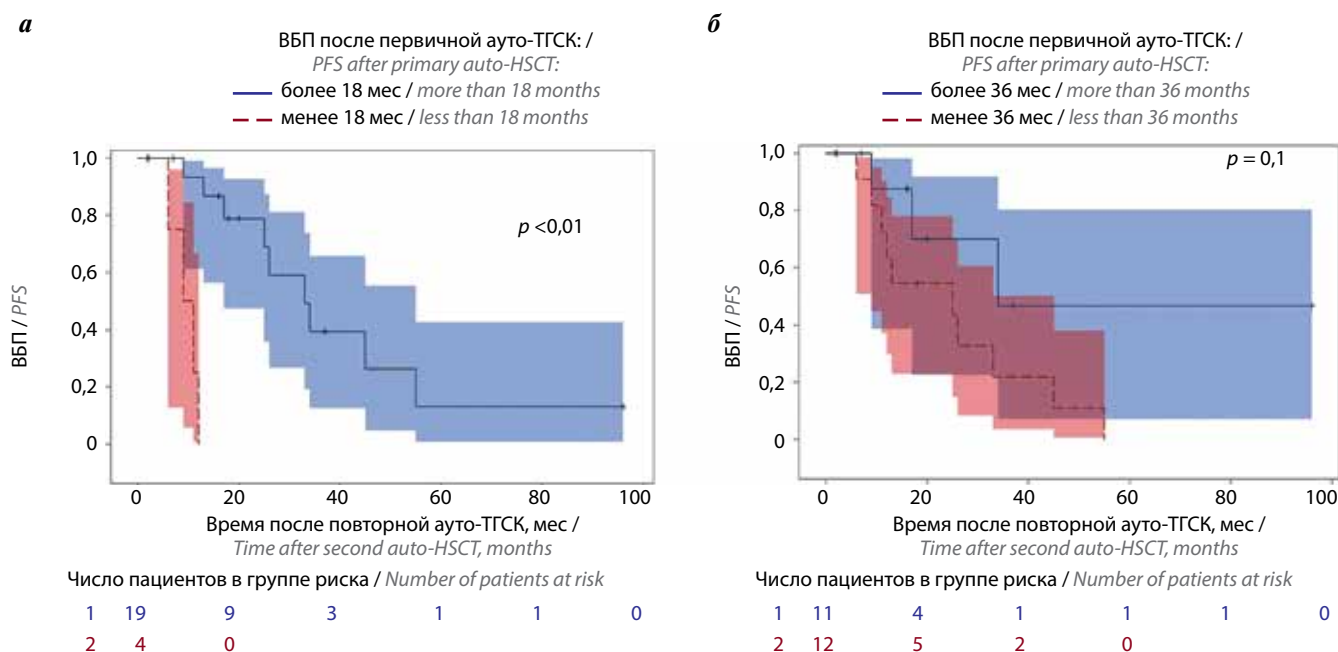 а
ВБП после первичной ауто-ТГСК: /
PFS after primary auto-HSCT:
более 18 мес / more than 18 months
менее 18 мес / less than 18 months
1,0
0,8
0,6
0,4
0,2
0
ВБП / PFS
p <0,01
0 20 40 60 80 100
Время после повторной ауто-ТГСК, мес /
Time after second auto-HSCT, months
Число пациентов в группе риска / Number of patients at risk
1 19 9 3 1 1 0
2 4 0
б
ВБП после первичной ауто-ТГСК: /
PFS after primary auto-HSCT:
более 36 мес / more than 36 months
менее 36 мес / less than 36 months
1,0
0,8
0,6
0,4
0,2
0
ВБП / PFS
p = 0,1
0 20 40 60 80 100
Время после повторной ауто-ТГСК, мес /
Time after second auto-HSCT, months
Число пациентов в группе риска / Number of patients at risk
1 11 4 1 1 1 0
2 12 5 2 0